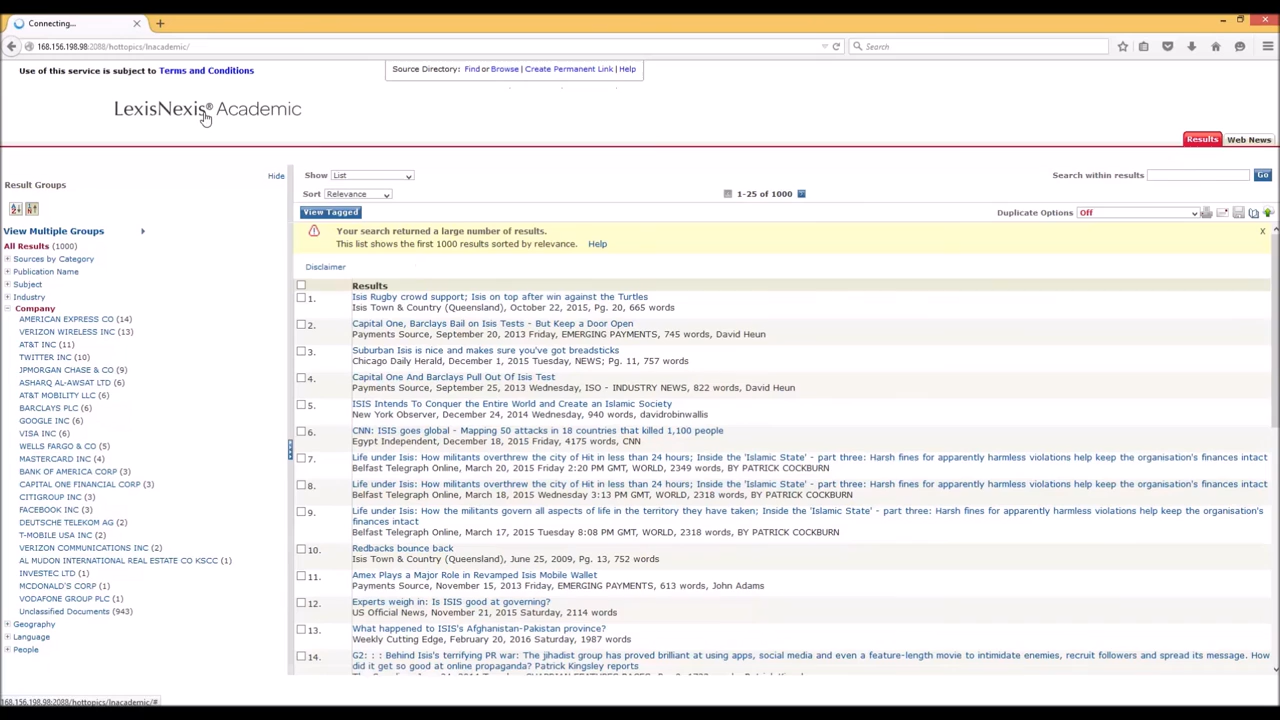 Connecting...
168.156.198.98:2088/hottopics/lnacademic/
Search
Use of this service is subject to Terms and Conditions
Source Directory: Find or Browse | Create Permanent Link | Help
LexisNexis® Academic
Results
Web News
Result Groups
Hide
Show
List
Search within results
Go
Sort
Relevance
1-25 of 1000
View Tagged
Duplicate Options
Off
View Multiple Groups
Your search returned a large number of results.
This list shows the first 1000 results sorted by relevance. Help
X
Disclaimer
All Results (1000)
Sources by Category
Publication Name
Subject
Industry
Company
AMERICAN EXPRESS CO (14)
VERIZON WIRELESS INC (13)
AT&T INC (11)
TWITTER INC (10)
JPMORGAN CHASE & CO (9)
ASHARQ AL-AWSAT LTD (6)
AT&T MOBILITY LLC (6)
BARCLAYS PLC (6)
GOOGLE INC (6)
VISA INC (6)
WELLS FARGO & CO (5)
MASTERCARD INC (4)
BANK OF AMERICA CORP (3)
CAPITAL ONE FINANCIAL CORP (3)
CITIGROUP INC (3)
FACEBOOK INC (3)
DEUTSCHE TELEKOM AG (2)
T-MOBILE USA INC (2)
VERIZON COMMUNICATIONS INC (2)
AL MUDON INTERNATIONAL REAL ESTATE CO KSCC (1)
INVESTEC LTD (1)
MCDONALD'S CORP (1)
VODAFONE GROUP PLC (1)
Unclassified Documents (943)
Geography
Language
People
Results
1. Isis Rugby crowd support; Isis on top after win against the Turtles
Isis Town & Country (Queensland), October 22, 2015, Pg. 20, 665 words
2. Capital One, Barclays Bail on Isis Tests - But Keep a Door Open
Payments Source, September 20, 2013 Friday, EMERGING PAYMENTS, 745 words, David Heun
3. Suburban Isis is nice and makes sure you've got breadsticks
Chicago Daily Herald, December 1, 2015 Tuesday, NEWS; Pg. 11, 757 words
4. Capital One And Barclays Pull Out Of Isis Test
Payments Source, September 25, 2013 Wednesday, ISO - INDUSTRY NEWS, 822 words, David Heun
5. ISIS Intends To Conquer the Entire World and Create an Islamic Society
New York Observer, December 24, 2014 Wednesday, 940 words, davidrobinwallis
6. CNN: ISIS goes global - Mapping 50 attacks in 18 countries that killed 1,100 people
Egypt Independent, December 18, 2015 Friday, 4175 words, CNN
7. Life under Isis: How militants overthrew the city of Hit in less than 24 hours; Inside the 'Islamic State' - part three: Harsh fines for apparently harmless violations help keep the organisation's finances intact
Belfast Telegraph Online, March 20, 2015 Friday 2:20 PM GMT, WORLD, 2349 words, BY PATRICK COCKBURN
8. Life under Isis: How militants overthrew the city of Hit in less than 24 hours; Inside the 'Islamic State' - part three: Harsh fines for apparently harmless violations help keep the organisation's finances intact
Belfast Telegraph Online, March 18, 2015 Wednesday 3:13 PM GMT, WORLD, 2318 words, BY PATRICK COCKBURN
9. Life under Isis: How the militants govern all aspects of life in the territory they have taken; Inside the 'Islamic State' - part three: Harsh fines for apparently harmless violations help keep the organisation's
finances intact
Belfast Telegraph Online, March 17, 2015 Tuesday 8:08 PM GMT, WORLD, 2318 words, BY PATRICK COCKBURN
10. Redbacks bounce back
Isis Town & Country (Queensland), June 25, 2009, Pg. 13, 752 words
11. Amex Plays a Major Role in Revamped Isis Mobile Wallet
Payments Source, November 15, 2013 Friday, EMERGING PAYMENTS, 613 words, John Adams
12. Experts weigh in: Is ISIS good at governing?
US Official News, November 21, 2015 Saturday, 2114 words
13. What happened to ISIS's Afghanistan-Pakistan province?
Weekly Cutting Edge, February 20, 2016 Saturday, 1987 words
14. G2: : : Behind Isis's terrifying PR war: The jihadist group has proved brilliant at using apps, social media and even a feature-length movie to intimidate enemies, recruit followers and spread its message. How
did it get so good at online propaganda? Patrick Kingsley reports
168.156.198.98:2088/hottopics/lnacademic/#